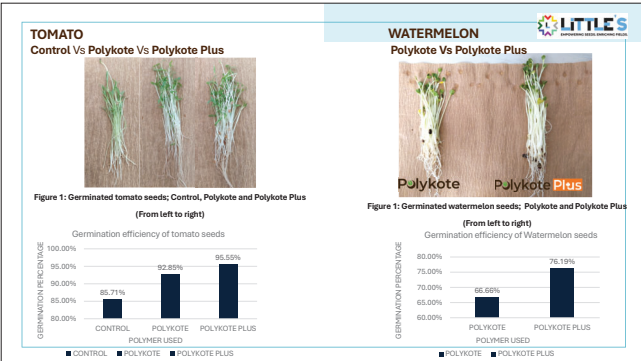 LITTLE'S
EMPOWERING SEEDS. ENRICHING FIELDS.
TOMATO
Control Vs Polykote Vs Polykote Plus
Figure 1: Germinated tomato seeds; Control, Polykote and Polykote Plus
(From left to right)
Germination efficiency of tomato seeds
GERMINATION PERCENTAGE
100.00%
95.00%
90.00%
85.00%
80.00%
85.71%
92.85%
95.55%
CONTROL POLYKOTE POLYKOTE PLUS
POLYMER USED
CONTROL POLYKOTE POLYKOTE PLUS
WATERMELON
Polykote Vs Polykote Plus
Polykote
Polykote Plus
Figure 1: Germinated watermelon seeds; Polykote and Polykote Plus
(From left to right)
Germination efficiency of Watermelon seeds
GERMINATION PERCENTAGE
80.00%
75.00%
70.00%
65.00%
60.00%
66.66%
76.19%
POLYKOTE POLYKOTE PLUS
POLYMER USED
POLYKOTE POLYKOTE PLUS